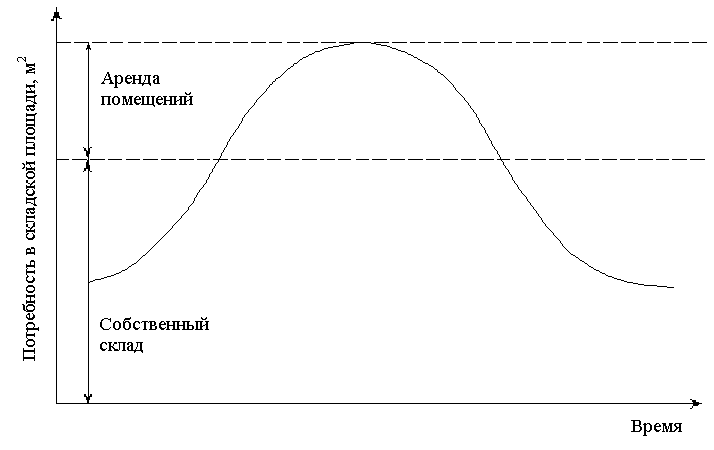 Потребность в складской площади, м²
Аренда
помещений
Собственный
склад
Время